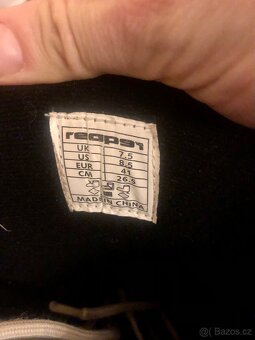 reaper
UK 7.5
US 8.5
EUR 41
CM 26.5
MADE IN CHINA
Bazos.cz